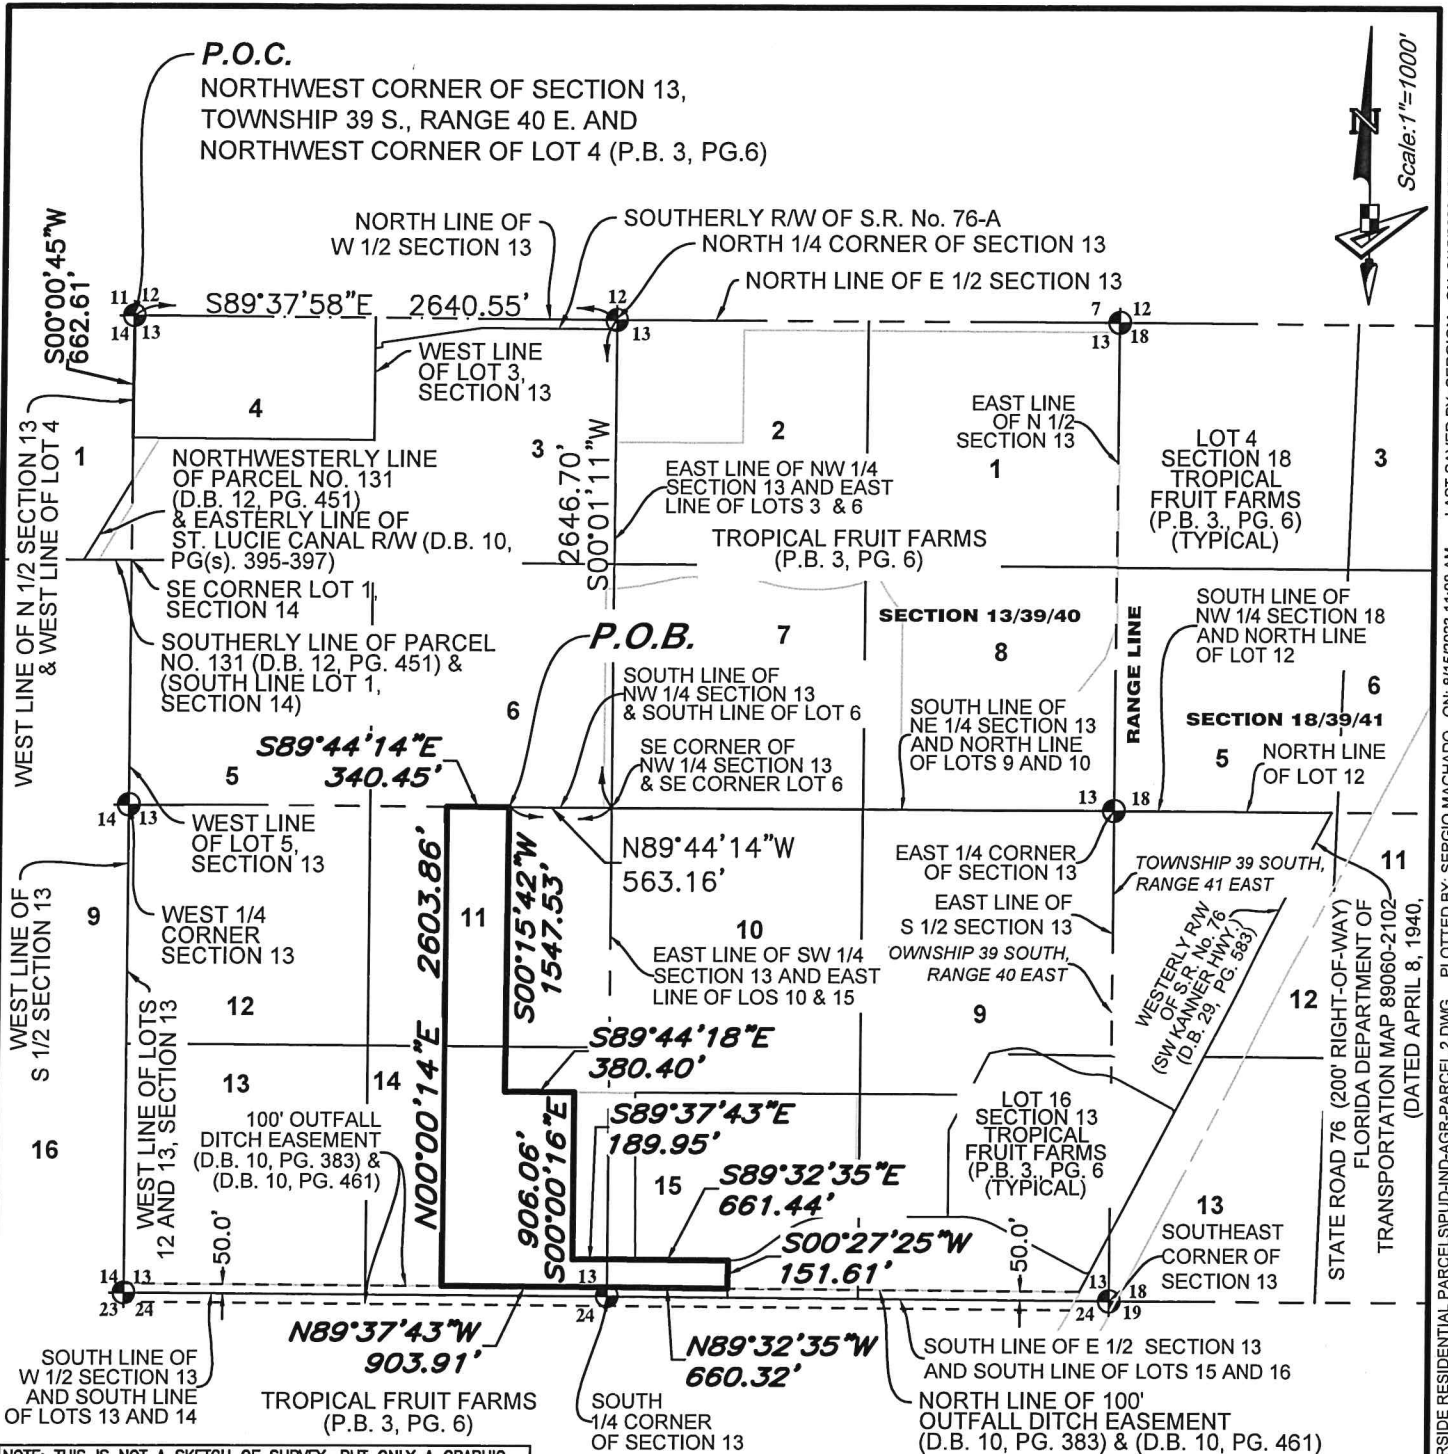 P.O.C.
NORTHWEST CORNER OF SECTION 13,
TOWNSHIP 39 S., RANGE 40 E. AND
NORTHWEST CORNER OF LOT 4 (P.B. 3, PG.6)
N
Scale:1"=1000'
S00°00'45"W
662.61'
NORTH LINE OF
W 1/2 SECTION 13
SOUTHERLY R/W OF S.R. No. 76-A
NORTH 1/4 CORNER OF SECTION 13
NORTH LINE OF E 1/2 SECTION 13
11 12
14 13
S89°37'58"E 2640.55'
12
13
7 12
13 18
WEST LINE
OF LOT 3,
SECTION 13
4
3
2
1
3
1
EAST LINE
OF N 1/2
SECTION 13
LOT 4
SECTION 18
TROPICAL
FRUIT FARMS
(P.B. 3., PG. 6)
(TYPICAL)
WEST LINE OF N 1/2 SECTION 13
& WEST LINE OF LOT 4
NORTHWESTERLY LINE
OF PARCEL NO. 131
(D.B. 12, PG. 451)
& EASTERLY LINE OF
ST. LUCIE CANAL R/W (D.B. 10,
PG(s). 395-397)
2646.70'
S00°01'11"W
EAST LINE OF NW 1/4
SECTION 13 AND EAST
LINE OF LOTS 3 & 6
TROPICAL FRUIT FARMS
(P.B. 3, PG. 6)
SE CORNER LOT 1,
SECTION 14
SOUTHERLY LINE OF PARCEL
NO. 131 (D.B. 12, PG. 451) &
(SOUTH LINE LOT 1,
SECTION 14)
P.O.B.
7
SECTION 13/39/40
8
RANGE LINE
SOUTH LINE OF
NW 1/4 SECTION 18
AND NORTH LINE
OF LOT 12
6
SECTION 18/39/41
6
SOUTH LINE OF
NW 1/4 SECTION 13
& SOUTH LINE OF LOT 6
SOUTH LINE OF
NE 1/4 SECTION 13
AND NORTH LINE
OF LOTS 9 AND 10
5
NORTH LINE
OF LOT 12
S89°44'14"E
340.45'
5
SE CORNER OF
NW 1/4 SECTION 13
& SE CORNER LOT 6
14 13
13 18
WEST LINE
OF LOT 5,
SECTION 13
N89°44'14"W
563.16'
EAST 1/4 CORNER
OF SECTION 13
TOWNSHIP 39 SOUTH,
RANGE 41 EAST
11
WEST LINE OF
S 1/2 SECTION 13
9
WEST 1/4
CORNER
SECTION 13
N00°00'14"E 2603.86'
11
S00°15'42"W
1547.53'
10
EAST LINE OF
S 1/2 SECTION 13
OWNSHIP 39 SOUTH,
RANGE 40 EAST
EAST LINE OF SW 1/4
SECTION 13 AND EAST
LINE OF LOS 10 & 15
WESTERLY R/W
OF S.R. No. 76
(SW KANNER HWY.)
(D.B. 29, PG. 583)
STATE ROAD 76 (200' RIGHT-OF-WAY)
FLORIDA DEPARTMENT OF
TRANSPORTATION MAP 89060-2102
(DATED APRIL 8, 1940,
12
12
9
WEST LINE OF LOTS
12 AND 13, SECTION 13
S89°44'18"E
380.40'
13
14
100' OUTFALL
DITCH EASEMENT
(D.B. 10, PG. 383) &
(D.B. 10, PG. 461)
906.06'
S00°00'16"E
S89°37'43"E
189.95'
LOT 16
SECTION 13
TROPICAL
FRUIT FARMS
(P.B. 3., PG. 6
(TYPICAL)
16
15
S89°32'35"E
661.44'
13
SOUTHEAST
CORNER OF
SECTION 13
50.0'
S00°27'25"W
151.61'
50.0'
14 13
23 24
13
24
13 18
24 19
N89°37'43"W
903.91'
N89°32'35"W
660.32'
SOUTH LINE OF E 1/2 SECTION 13
AND SOUTH LINE OF LOTS 15 AND 16
SOUTH LINE OF
W 1/2 SECTION 13
AND SOUTH LINE
OF LOTS 13 AND 14
TROPICAL FRUIT FARMS
(P.B. 3, PG. 6)
SOUTH
1/4 CORNER
OF SECTION 13
NORTH LINE OF 100'
OUTFALL DITCH EASEMENT
(D.B. 10, PG. 383) & (D.B. 10, PG. 461)